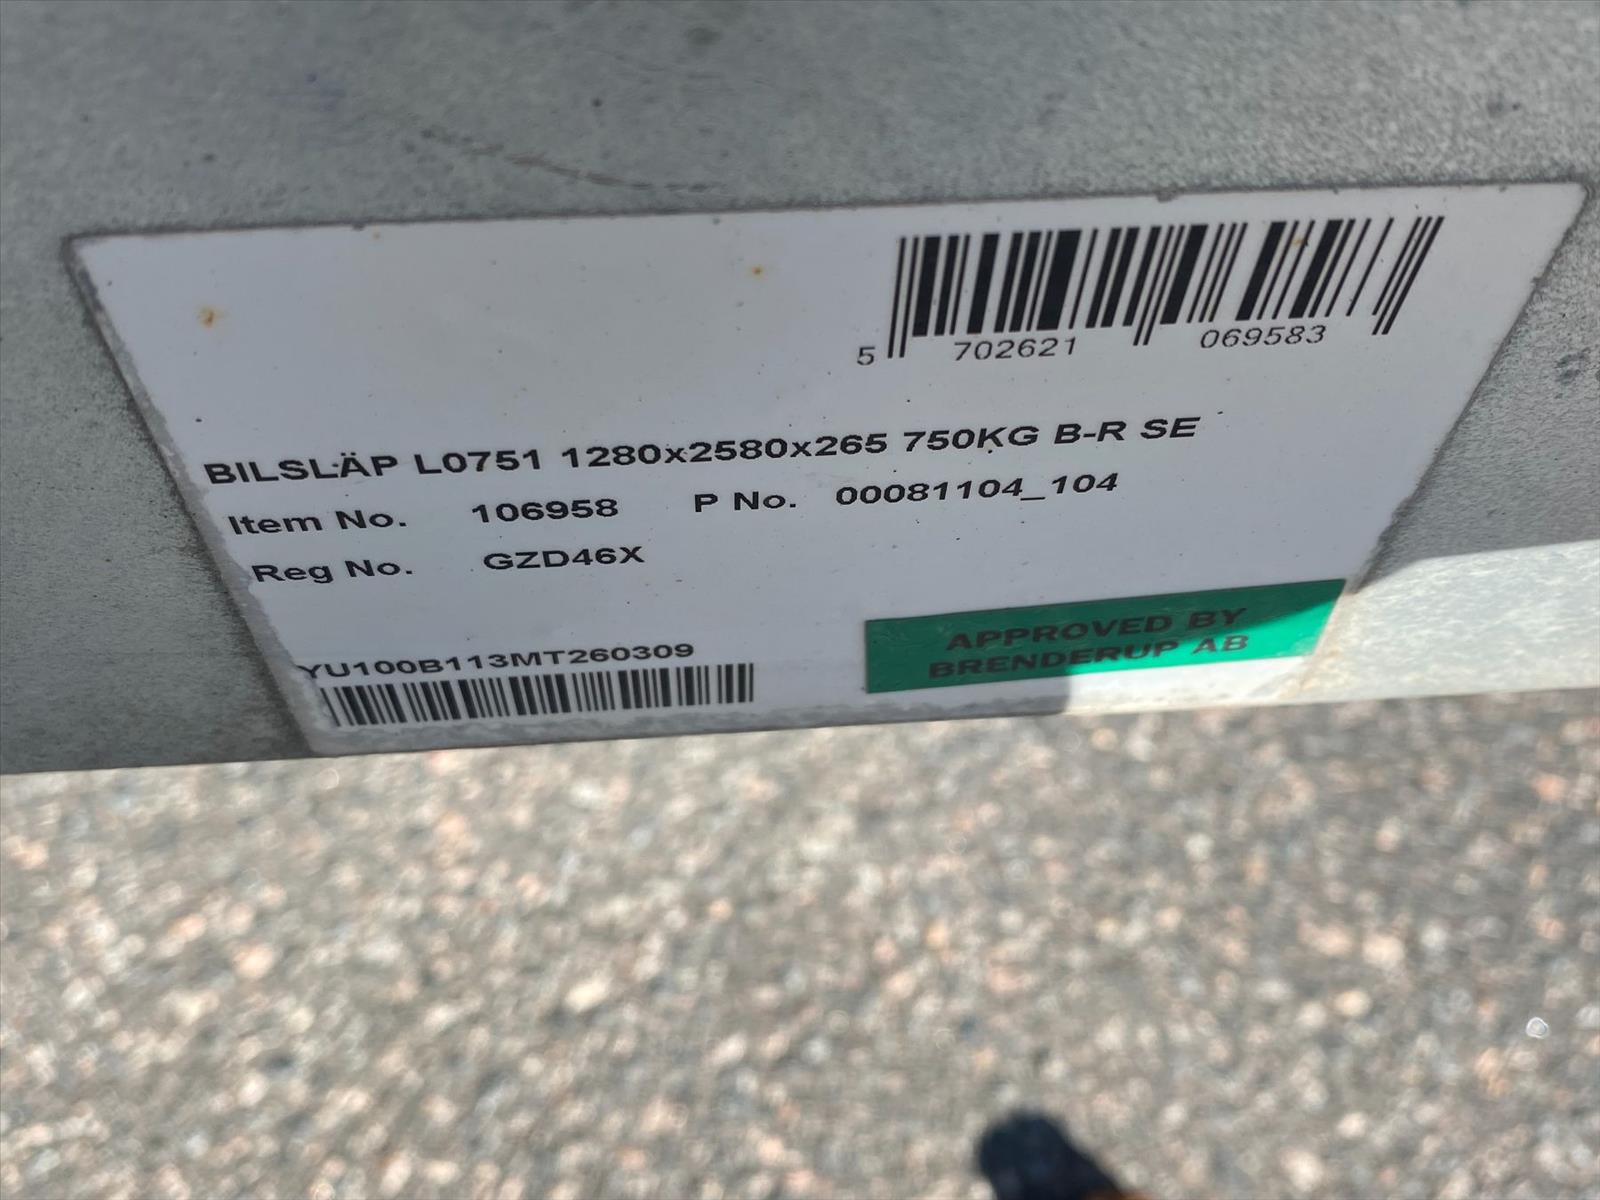 5 702621 069583
BILSLÄP L0751 1280x2580x265 750KG B-R SE
Item No. 106958 P No. 00081104_104
Reg No. GZD46X
YU100B113MT260309
APPROVED BY
BRENDERUP AB